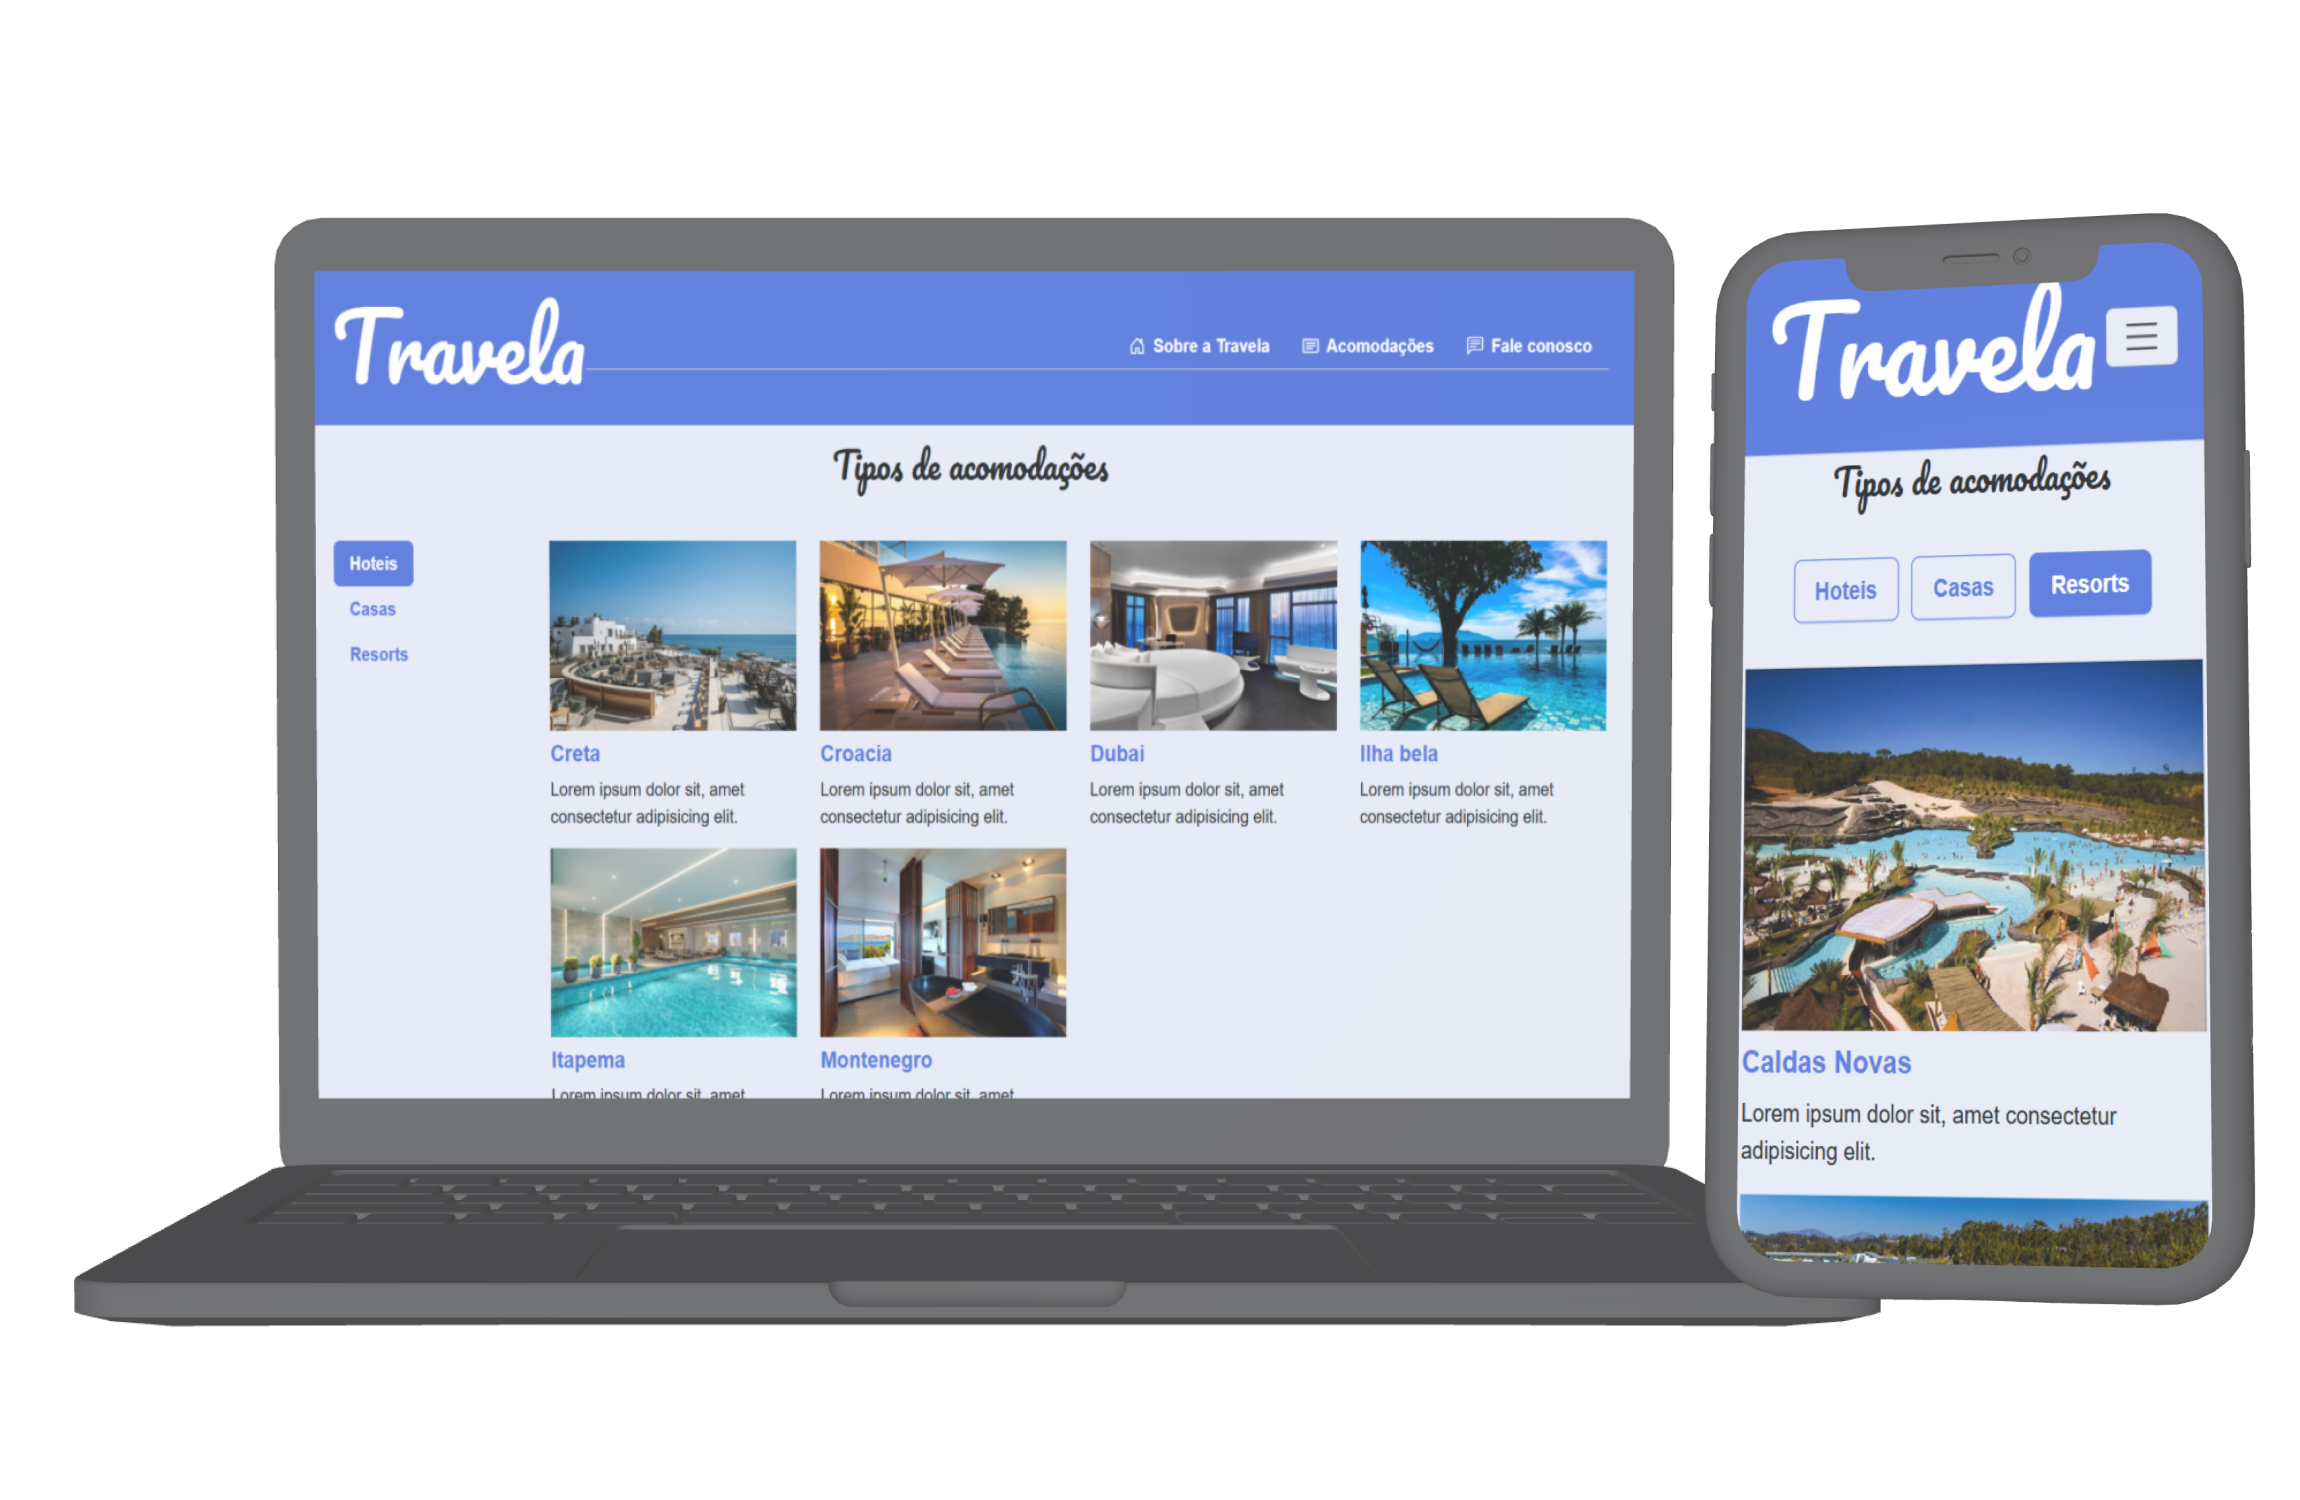 Travela
Sobre a Travela Acomodações Fale conosco
Tipos de acomodações
Hoteis
Casas
Resorts
Creta
Lorem ipsum dolor sit, amet
consectetur adipisicing elit.
Croacia
Lorem ipsum dolor sit, amet
consectetur adipisicing elit.
Dubai
Lorem ipsum dolor sit, amet
consectetur adipisicing elit.
Ilha bela
Lorem ipsum dolor sit, amet
consectetur adipisicing elit.
Itapema
Lorem ipsum dolor sit, amet
Montenegro
Lorem ipsum dolor sit, amet
Travela
Tipos de acomodações
Hoteis Casas Resorts
Caldas Novas
Lorem ipsum dolor sit, amet consectetur
adipisicing elit.